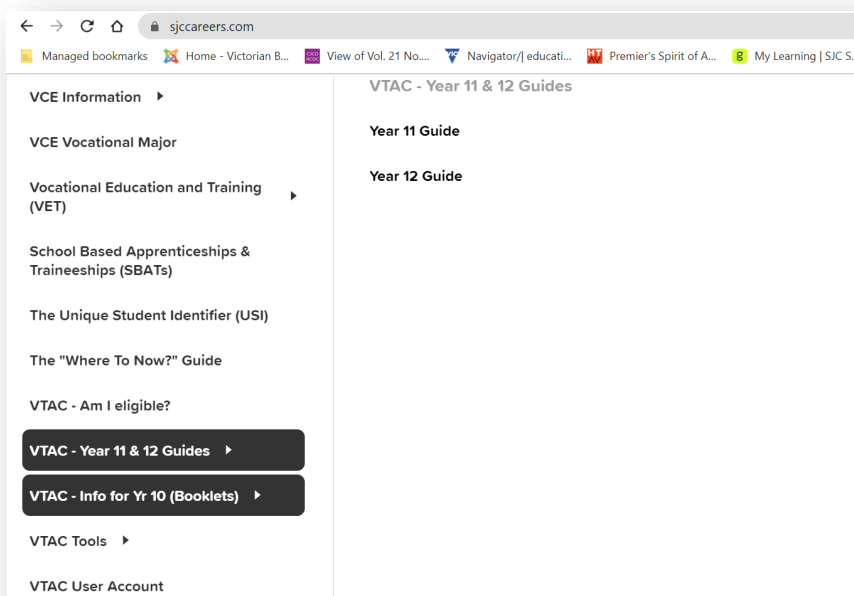 sjccareers.com
Managed bookmarks
Home - Victorian B...
View of Vol. 21 No....
Navigator/| educati...
Premier's Spirit of A...
My Learning | SJC S.
VCE Information
VCE Vocational Major
Vocational Education and Training
(VET)
School Based Apprenticeships &
Traineeships (SBATs)
The Unique Student Identifier (USI)
The "Where To Now?" Guide
VTAC - Am I eligible?
VTAC - Year 11 & 12 Guides
VTAC - Info for Yr 10 (Booklets)
VTAC Tools
VTAC User Account
VTAC - Year 11 & 12 Guides
Year 11 Guide
Year 12 Guide